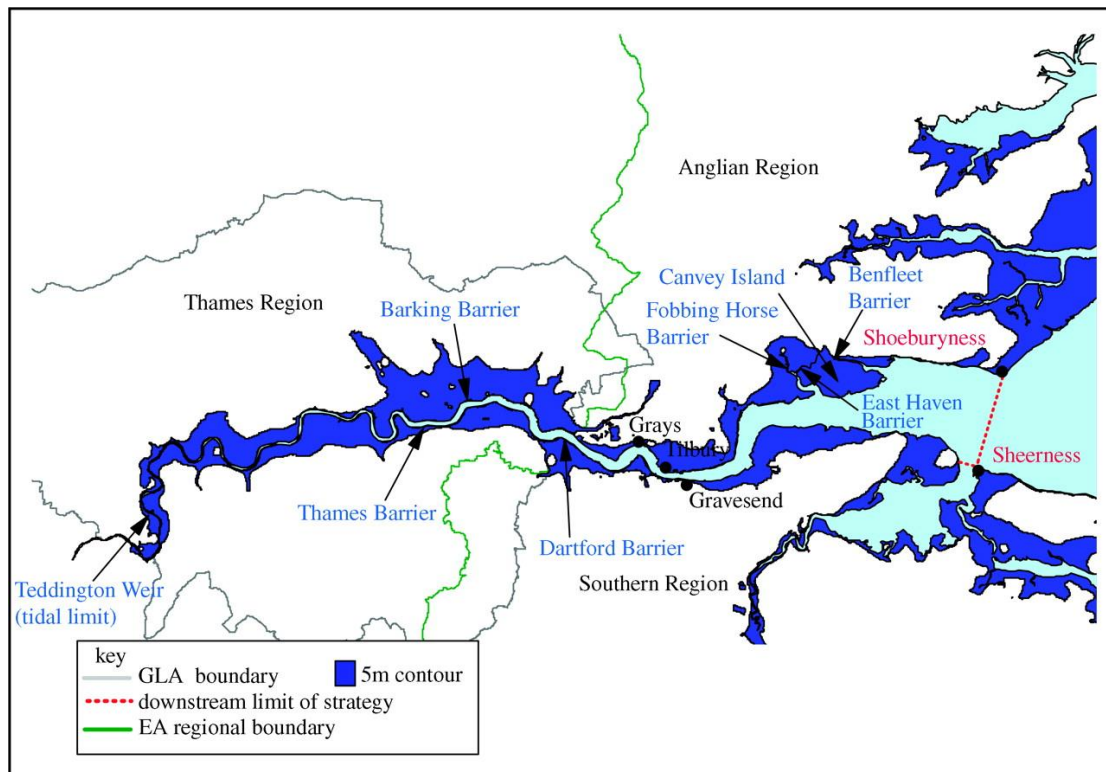 Anglian Region
Thames Region
Canvey Island
Benfleet
Barrier
Fobbing Horse
Barrier
Barking Barrier
Shoeburyness
East Haven
Barrier
Grays
Tilbury
Sheerness
Gravesend
Thames Barrier
Dartford Barrier
Southern Region
Teddington Weir
(tidal limit)
key
GLA boundary
5m contour
downstream limit of strategy
EA regional boundary